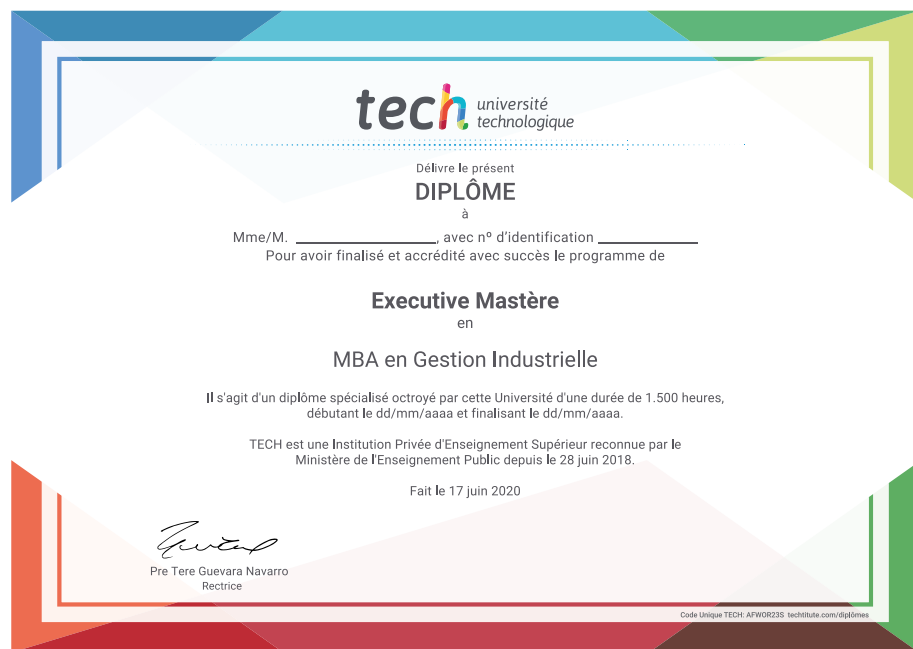 tech université
technologique
Délivre le présent
DIPLÔME
à
Mme/M. ____________, avec nº d'identification ____________
Pour avoir finalisé et accrédité avec succès le programme de
Executive Mastère
en
MBA en Gestion Industrielle
Il s'agit d'un diplôme spécialisé octroyé par cette Université d'une durée de 1.500 heures,
débutant le dd/mm/aaaa et finalisant le dd/mm/aaaa.
TECH est une Institution Privée d'Enseignement Supérieur reconnue par le
Ministère de l'Enseignement Public depuis le 28 juin 2018.
Fait le 17 juin 2020
Pre Tere Guevara Navarro
Rectrice
Code Unique TECH: AFWOR23S techtitute.com/diplômes